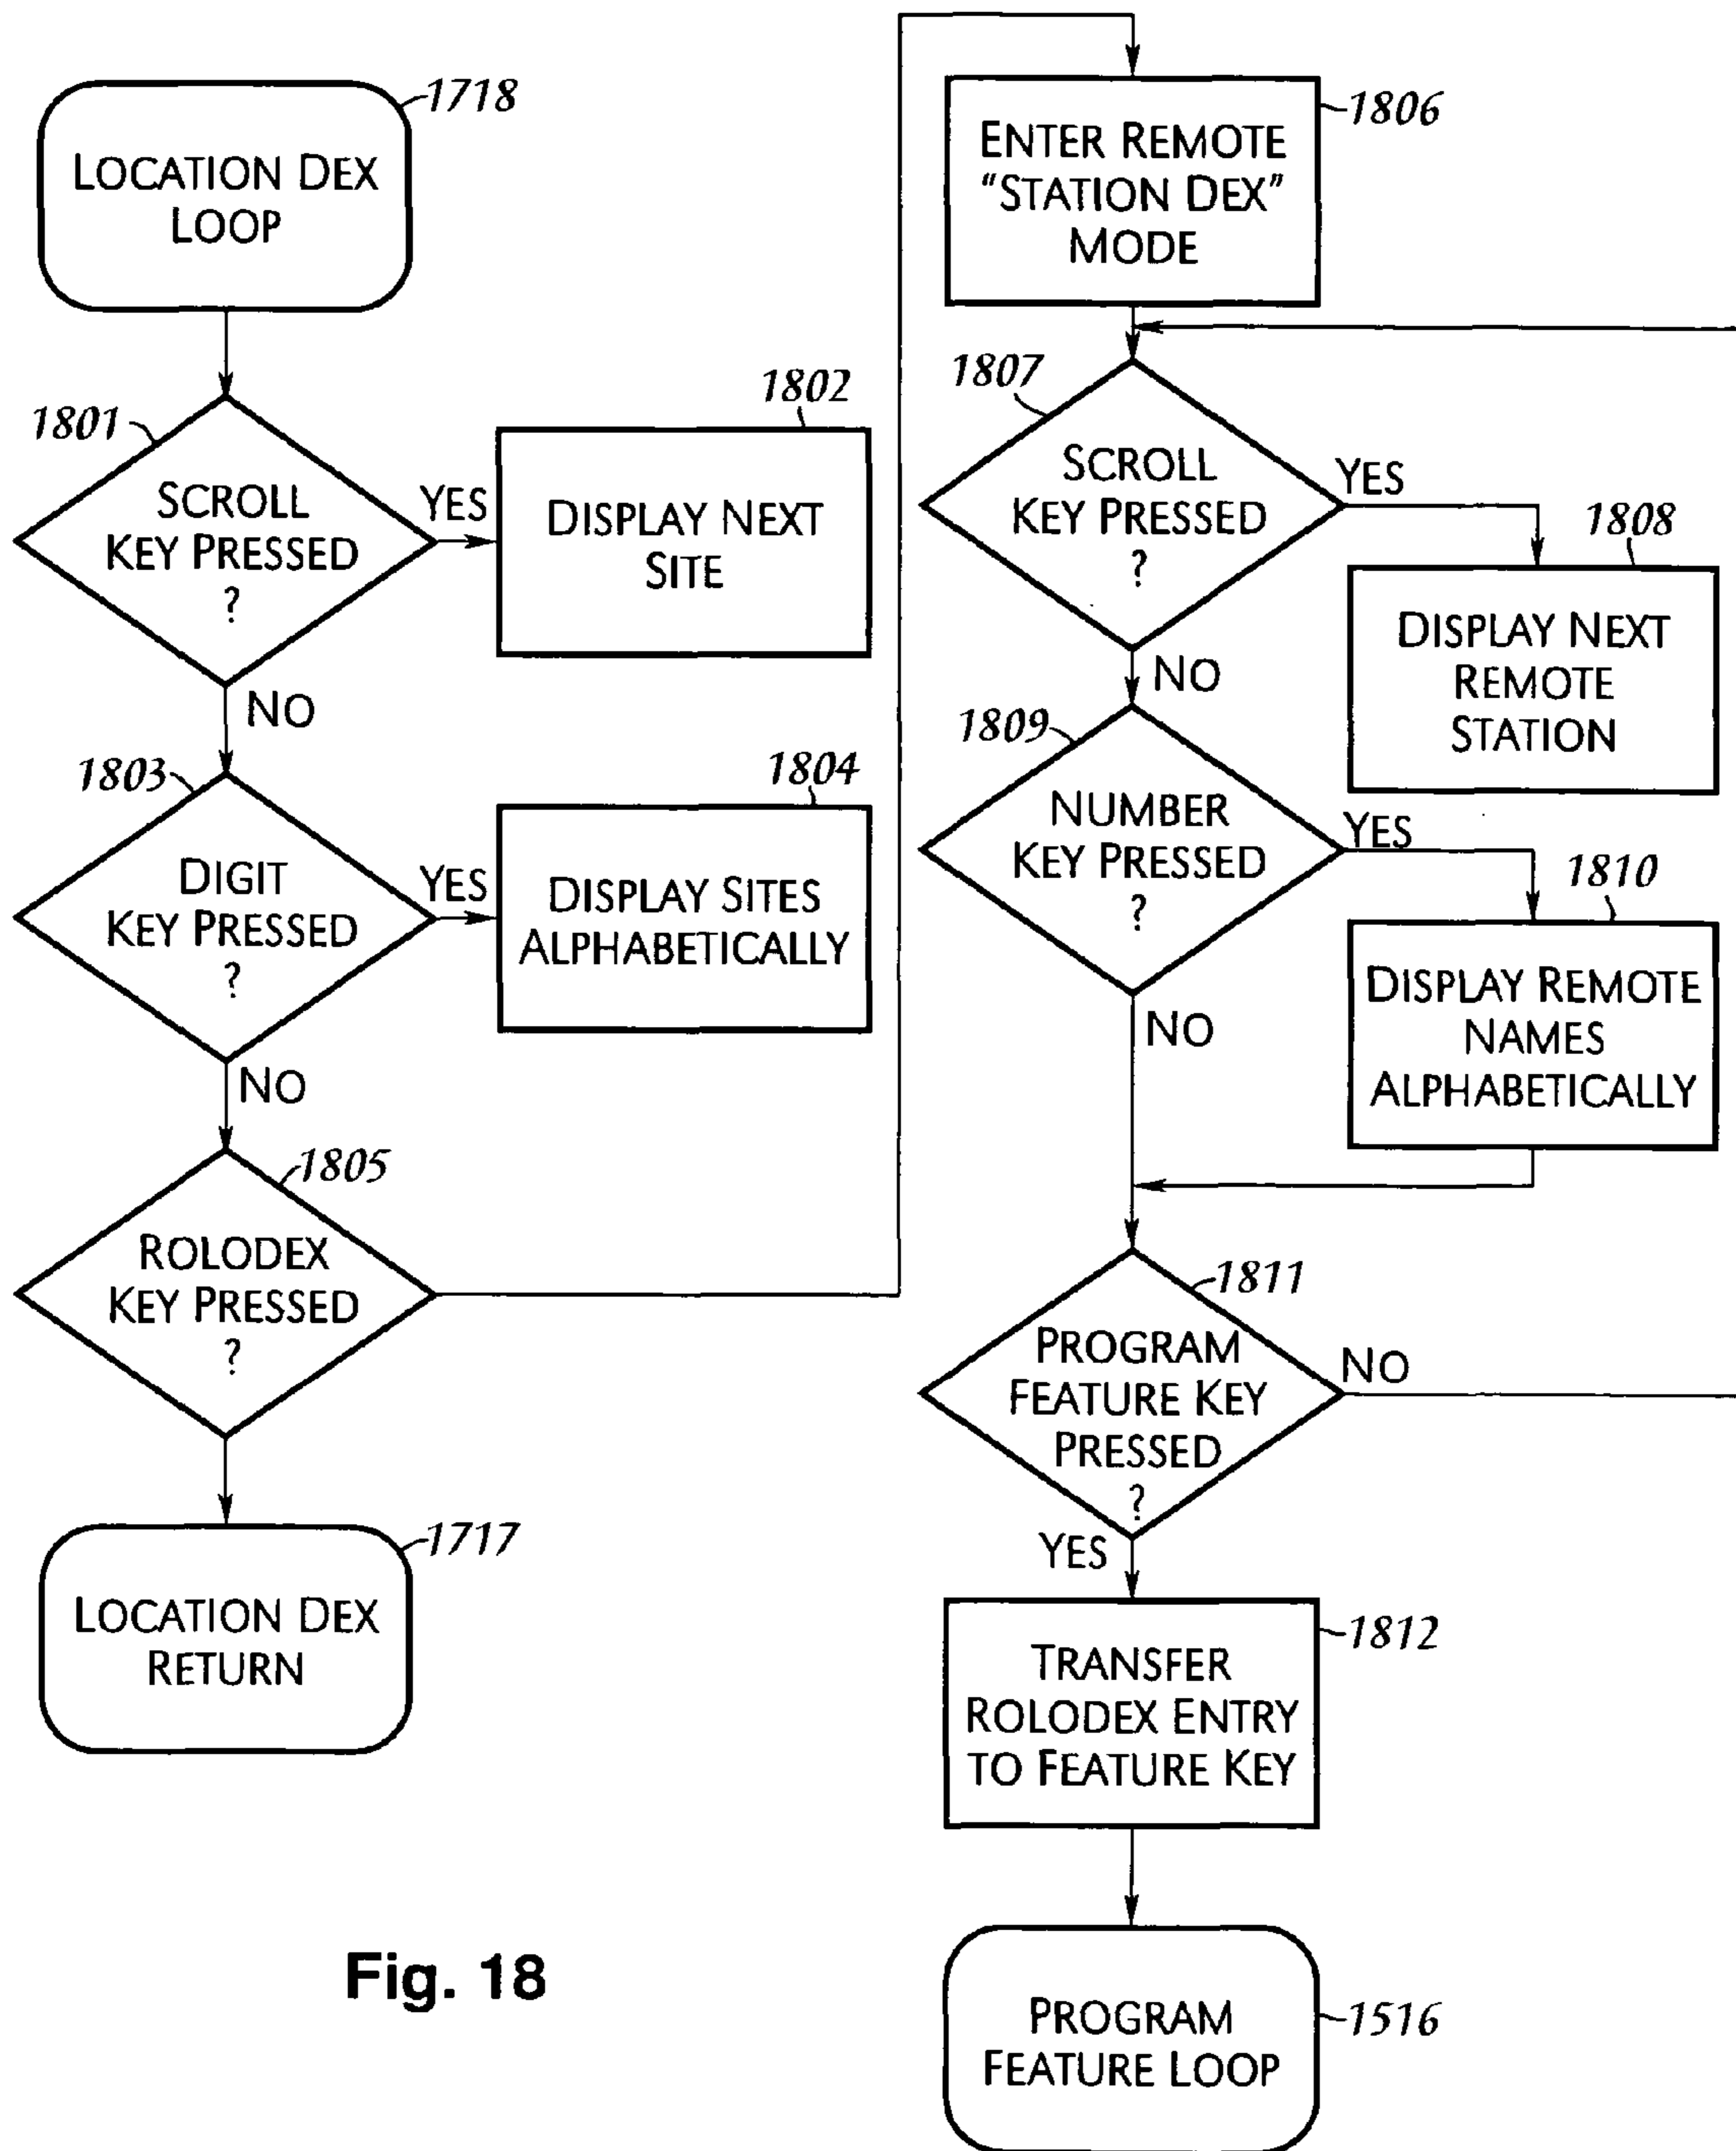 1718
LOCATION DEX
LOOP
1801
SCROLL
KEY PRESSED
?
YES
1802
DISPLAY NEXT
SITE
NO
1803
DIGIT
KEY PRESSED
?
YES
1804
DISPLAY SITES
ALPHABETICALLY
NO
1805
ROLODEX
KEY PRESSED
?
1717
LOCATION DEX
RETURN
1806
ENTER REMOTE
"STATION DEX"
MODE
1807
SCROLL
KEY PRESSED
?
YES
1808
DISPLAY NEXT
REMOTE
STATION
NO
1809
NUMBER
KEY PRESSED
?
YES
1810
DISPLAY REMOTE
NAMES
ALPHABETICALLY
NO
1811
PROGRAM
FEATURE KEY
PRESSED
?
NO
YES
1812
TRANSFER
ROLODEX ENTRY
TO FEATURE KEY
1516
PROGRAM
FEATURE LOOP
Fig. 18